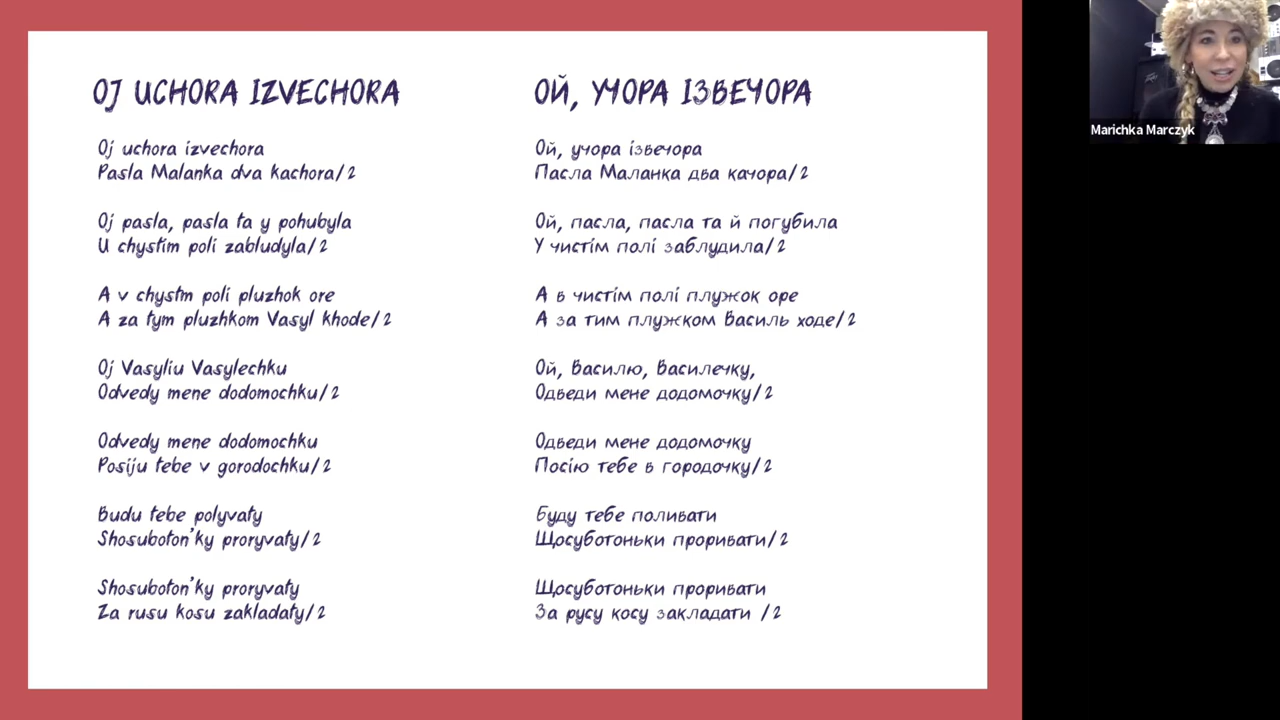 OJ UCHORA IZVECHORA
Oj uchora izvechora
Pasla Malanka dva kachora/2
Oj pasla, pasla ta y pohubyla
U chystim poli zabludyla/2
A v chystm poli pluzhok ore
A za tym pluzhkom Vasyl khode/2
Oj Vasyliu Vasylechku
Odvedy mene dodomochku/2
Odvedy mene dodomochku
Posiju tebe v gorodochku/2
Budu tebe polyvaty
Shosuboton'ky proryvaty/2
Shosuboton'ky proryvaty
Za rusu kosu zakladaty/2
ОЙ, УЧОРА ІЗВЕЧОРА
Ой, учора ізвечора
Пасла Маланка два качора/2
Ой, пасла, пасла та й погубила
У чистім полі заблудила/2
А в чистім полі плужок оре
А за тим плужком Василь ходе/2
Ой, Василю, Василечку,
Одведи мене додомочку/2
Одведи мене додомочку
Посію тебе в городочку/2
Буду тебе поливати
Щосуботоньки проривати/2
Щосуботоньки проривати
За русу косу закладати /2
Marichka Marczyk